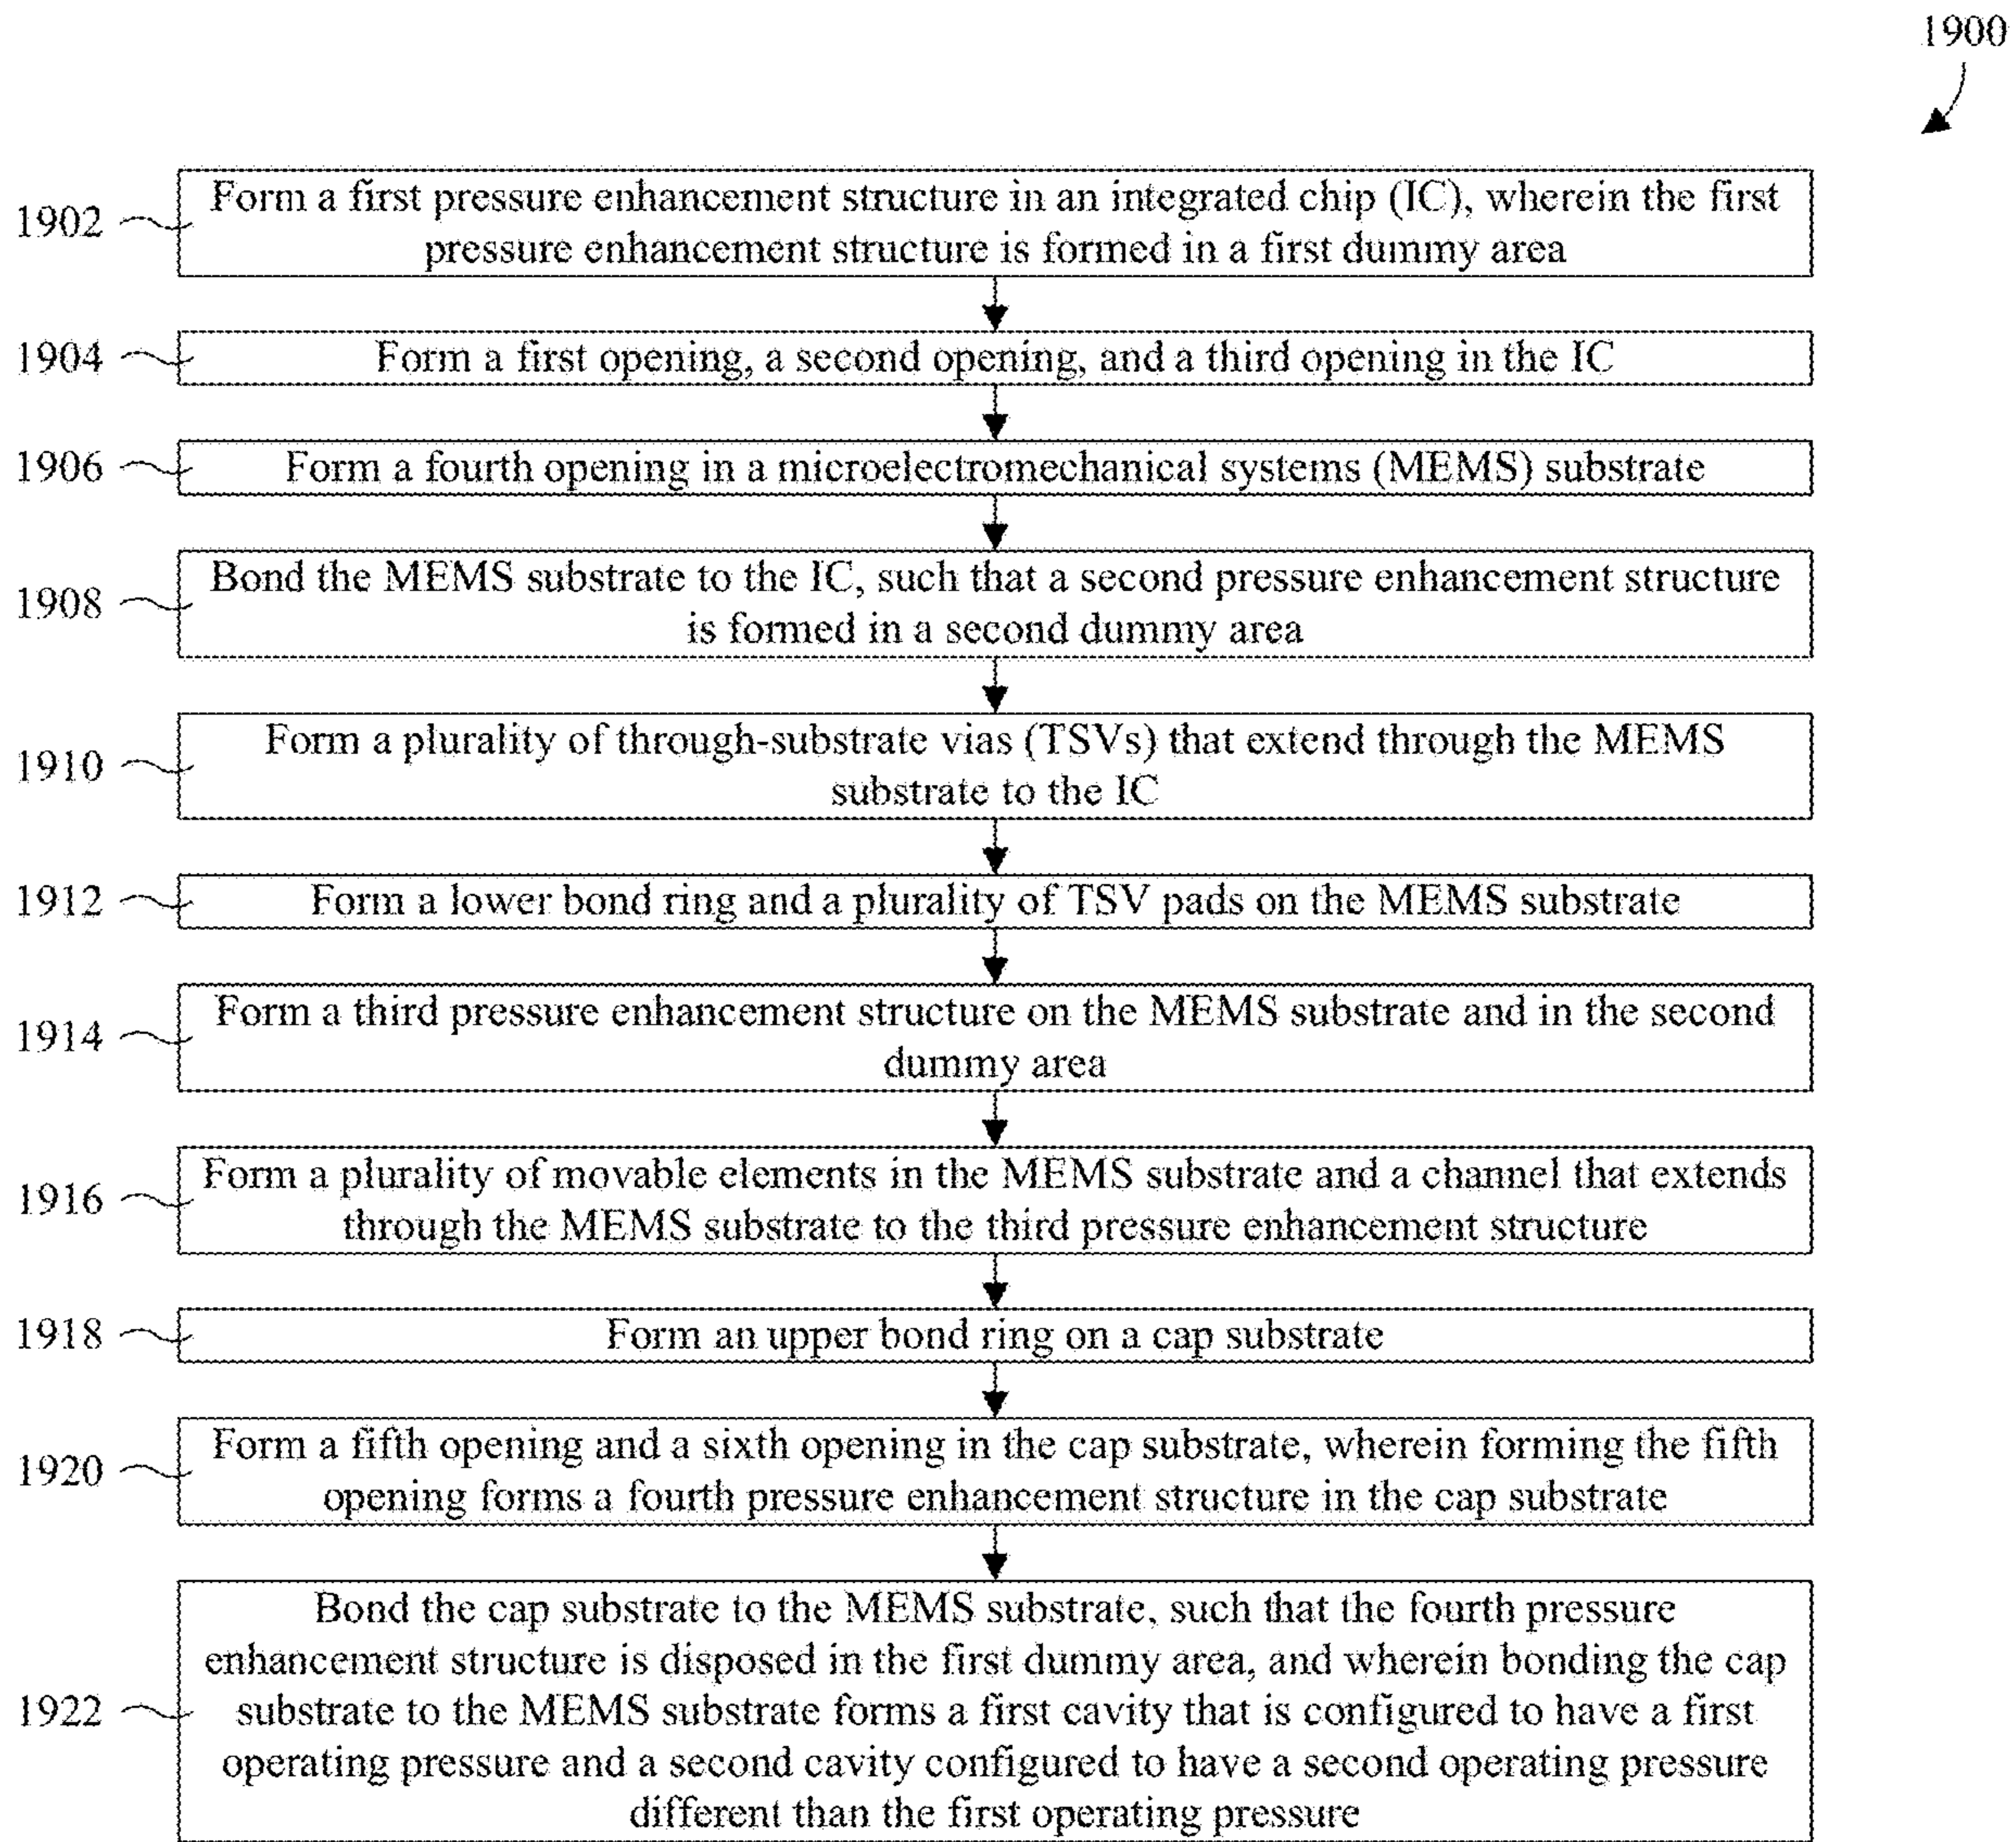 1900
1902
Form a first pressure enhancement structure in an integrated chip (IC), wherein the first
pressure enhancement structure is formed in a first dummy area
1904
Form a first opening, a second opening, and a third opening in the IC
1906
Form a fourth opening in a microelectromechanical systems (MEMS) substrate
1908
Bond the MEMS substrate to the IC, such that a second pressure enhancement structure
is formed in a second dummy area
1910
Form a plurality of through-substrate vias (TSVs) that extend through the MEMS
substrate to the IC
1912
Form a lower bond ring and a plurality of TSV pads on the MEMS substrate
1914
Form a third pressure enhancement structure on the MEMS substrate and in the second
dummy area
1916
Form a plurality of movable elements in the MEMS substrate and a channel that extends
through the MEMS substrate to the third pressure enhancement structure
1918
Form an upper bond ring on a cap substrate
1920
Form a fifth opening and a sixth opening in the cap substrate, wherein forming the fifth
opening forms a fourth pressure enhancement structure in the cap substrate
1922
Bond the cap substrate to the MEMS substrate, such that the fourth pressure
enhancement structure is disposed in the first dummy area, and wherein bonding the cap
substrate to the MEMS substrate forms a first cavity that is configured to have a first
operating pressure and a second cavity configured to have a second operating pressure
different than the first operating pressure